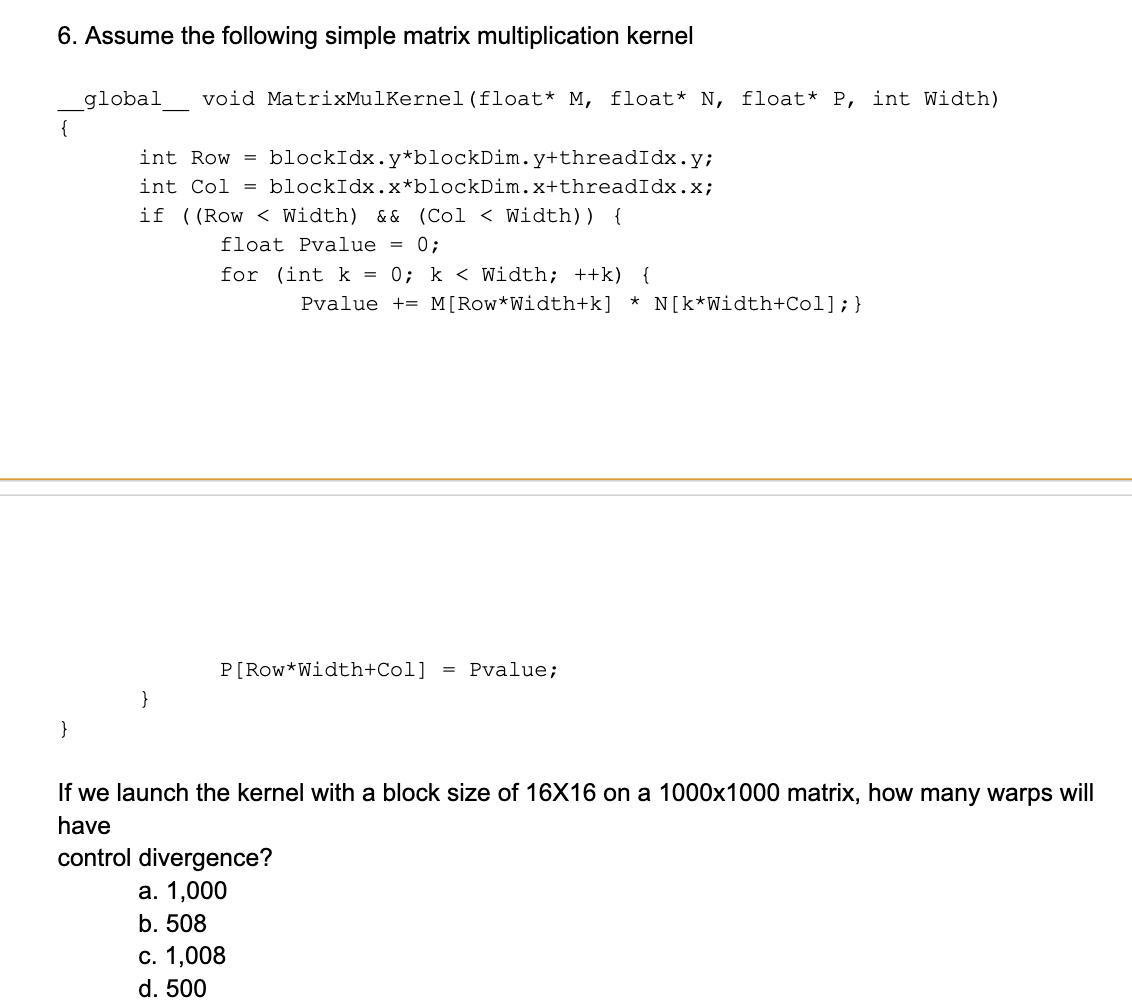 6. Assume the following simple matrix multiplication kernel
__global__ void MatrixMulKernel(float* M, float* N, float* P, int Width)
{
int Row = blockIdx.y*blockDim.y+threadIdx.y;
int Col = blockIdx.x*blockDim.x+threadIdx.x;
if ((Row < Width) && (Col < Width)) {
float Pvalue = 0;
for (int k = 0; k < Width; ++k) {
Pvalue += M[Row*Width+k] * N[k*Width+Col];}
P[Row*Width+Col] = Pvalue;
}
}
If we launch the kernel with a block size of 16X16 on a 1000x1000 matrix, how many warps will
have
control divergence?
a. 1,000
b. 508
c. 1,008
d. 500